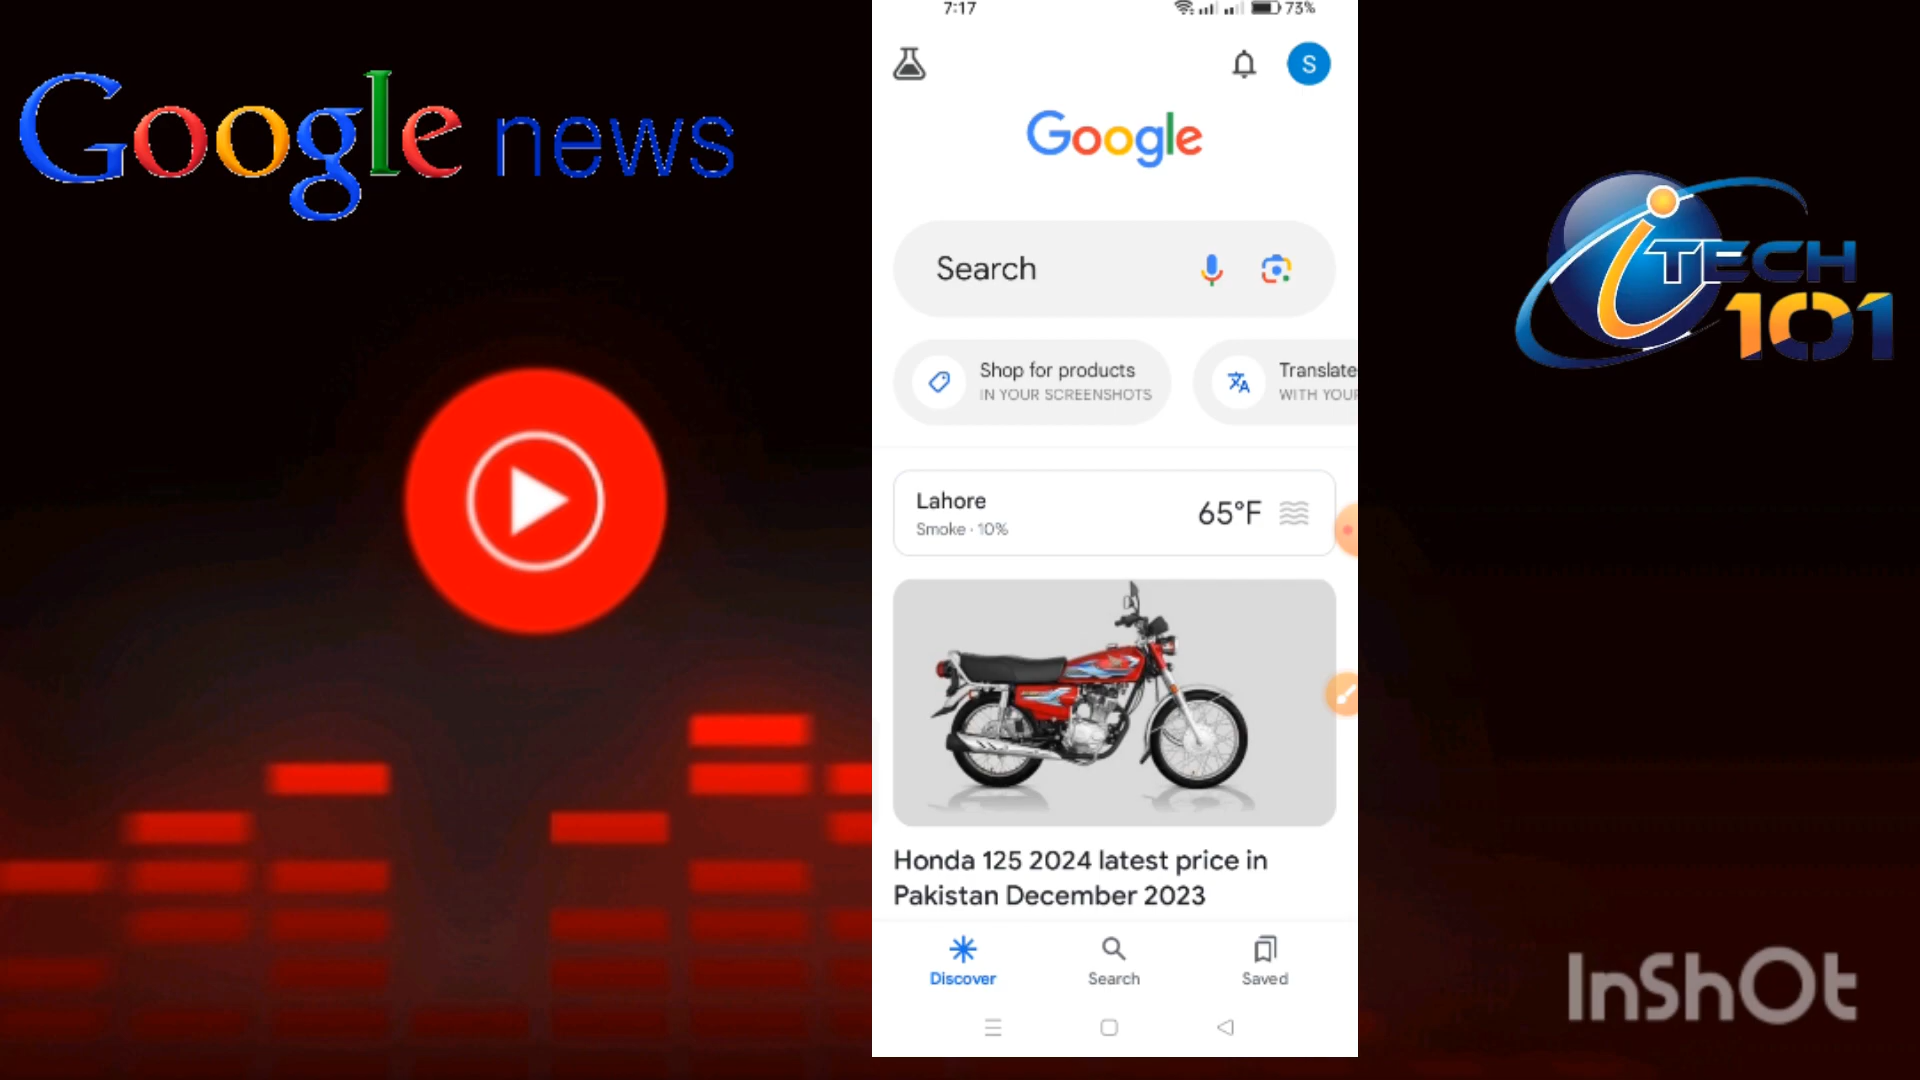 Google news
7:17
73%
S
Google
Search
Shop for products
IN YOUR SCREENSHOTS
Translate
WITH YOUR
Lahore
Smoke · 10%
65°F
Honda 125 2024 latest price in
Pakistan December 2023
Discover
Search
Saved
iTECH
101
InShOt